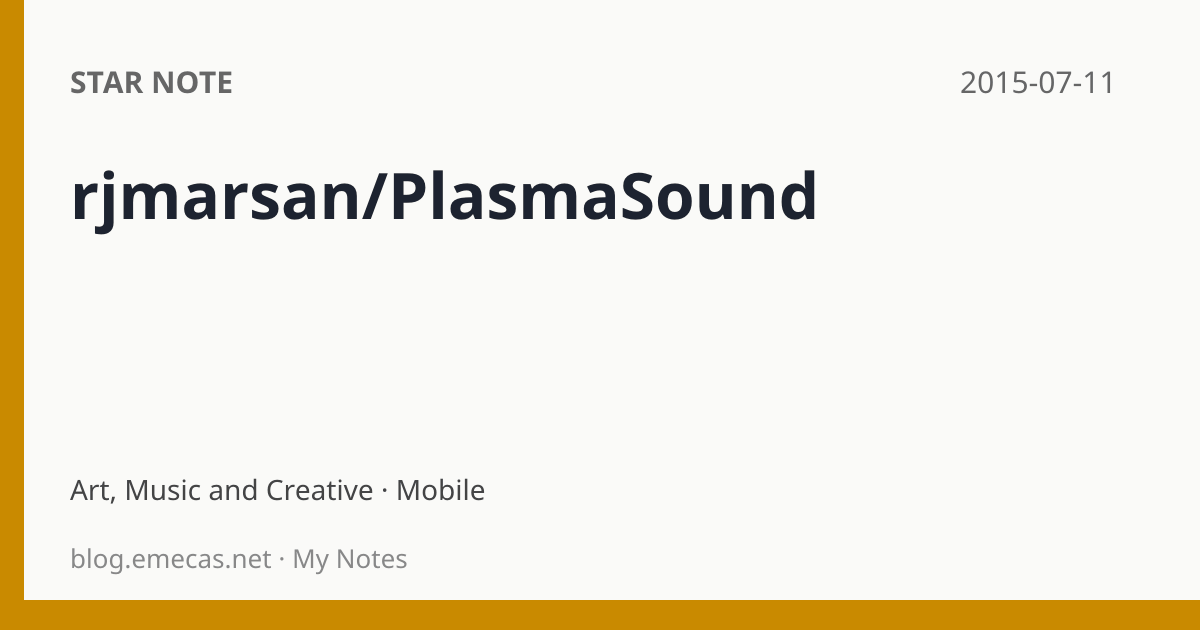 STAR NOTE
2015-07-11
rjmarsan/PlasmaSound
Art, Music and Creative · Mobile
blog.emecas.net · My Notes